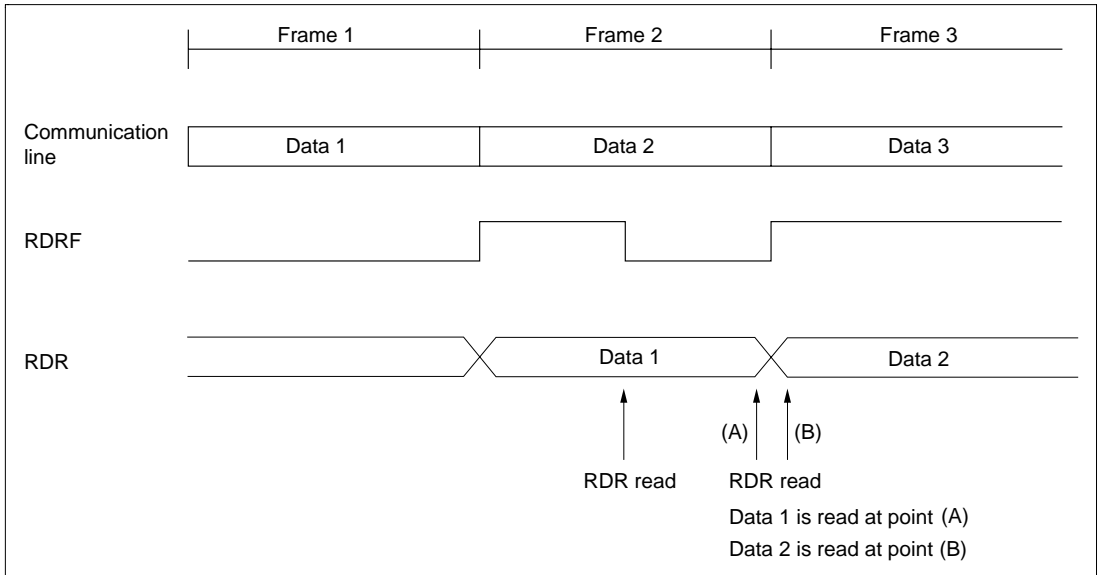 Frame 1 Frame 2 Frame 3
Communication
line
Data 1 Data 2 Data 3
RDRF
RDR
Data 1 Data 2
(A) (B)
RDR read RDR read
Data 1 is read at point (A)
Data 2 is read at point (B)